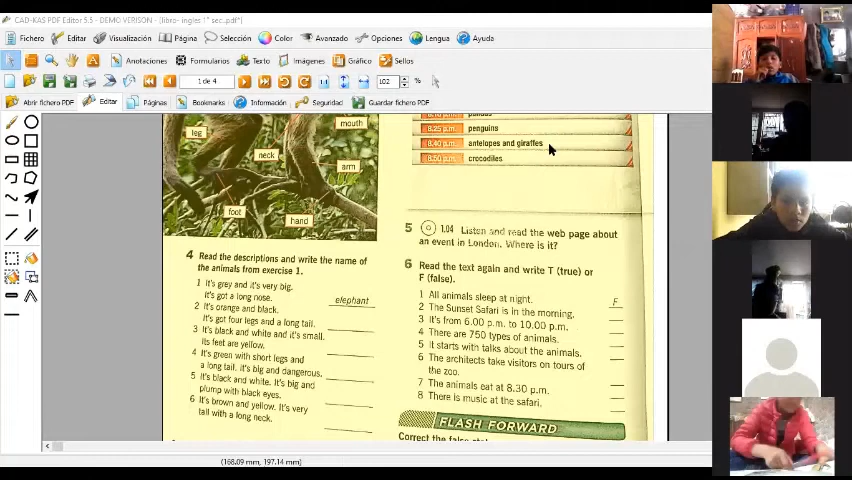 CAD-KAS PDF Editor 5.5 - DEMO VERISON - [libro- ingles 1° sec..pdf*]
Fichero Editar Visualización Página Selección Color Avanzado Opciones Lengua Ayuda
Anotaciones Formularios Texto Imágenes Gráfico Sellos
1 de 4
102
%
Abrir fichero PDF Editar Páginas Bookmarks Información Seguridad Guardar fichero PDF
leg
mouth
neck
arm
foot
hand
8.10 p.m. pandas
8.25 p.m. penguins
8.40 p.m. antelopes and giraffes
8.50 p.m. crocodiles
4 Read the descriptions and write the name of
the animals from exercise 1.
1 It's grey and it's very big.
It's got a long nose. elephant
2 It's orange and black.
It's got four legs and a long tail.
3 It's black and white and it's small.
Its feet are yellow.
4 It's green with short legs and
a long tail. It's big and dangerous.
5 It's black and white. It's big and
plump with black eyes.
6 It's brown and yellow. It's very
tall with a long neck.
5 1.04 Listen and read the web page about
an event in London. Where is it?
6 Read the text again and write T (true) or
F (false).
1 All animals sleep at night. F
2 The Sunset Safari is in the morning.
3 It's from 6.00 p.m. to 10.00 p.m.
4 There are 750 types of animals.
5 It starts with talks about the animals.
6 The architects take visitors on tours of
the zoo.
7 The animals eat at 8.30 p.m.
8 There is music at the safari.
FLASH FORWARD
Correct the false
(168.09 mm, 197.14 mm)